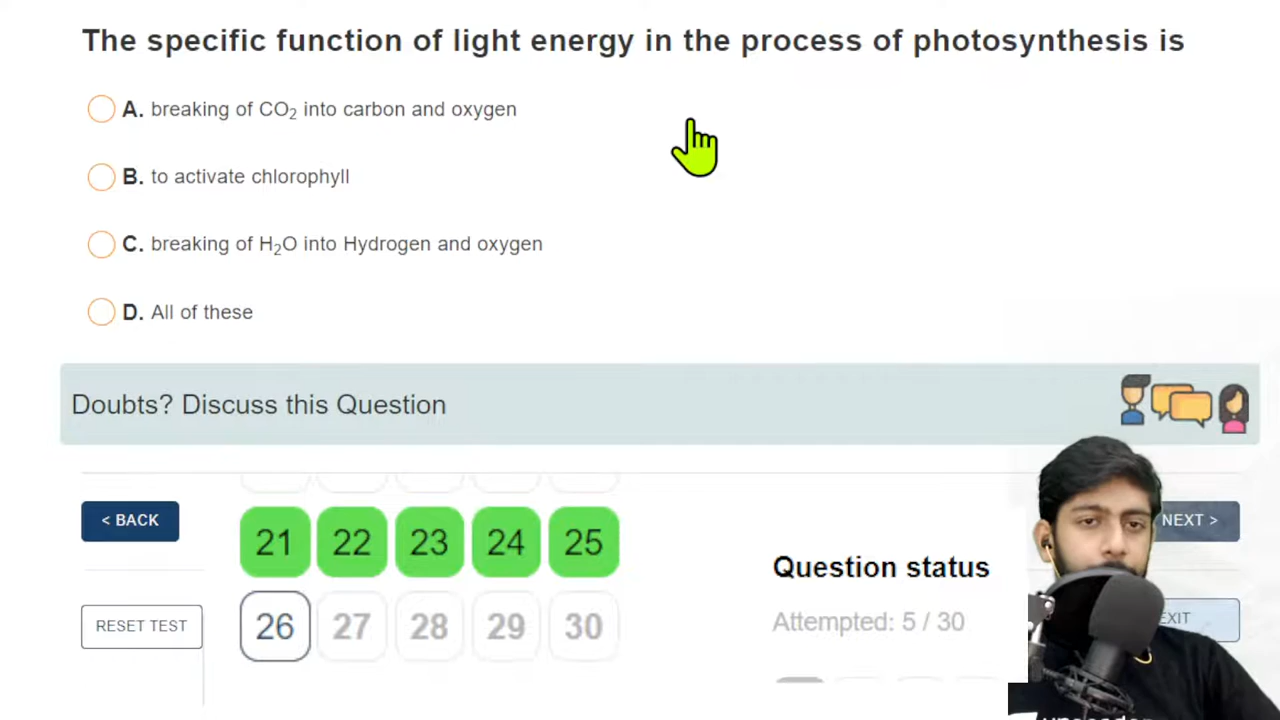 The specific function of light energy in the process of photosynthesis is
A. breaking of CO₂ into carbon and oxygen
B. to activate chlorophyll
C. breaking of H₂O into Hydrogen and oxygen
D. All of these
Doubts? Discuss this Question
< BACK
NEXT >
21 22 23 24 25
Question status
RESET TEST
26 27 28 29 30
Attempted: 5 / 30
EXIT